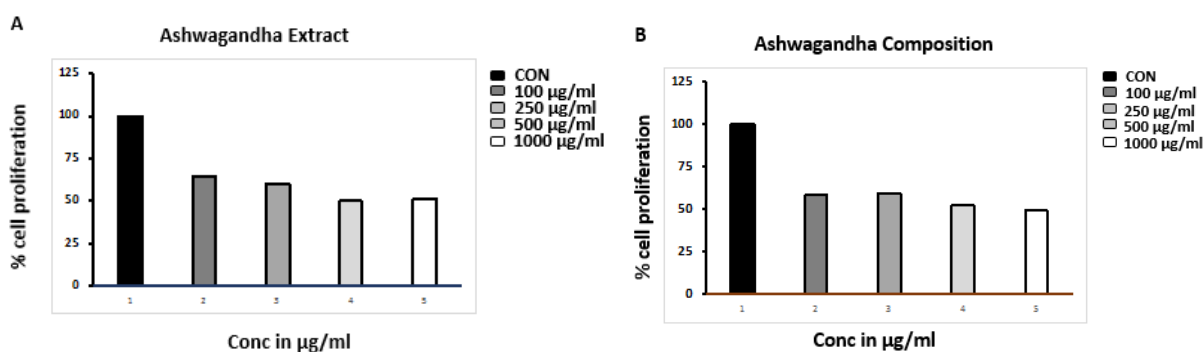 A
Ashwagandha Extract
% cell proliferation
125
100
75
50
25
0
1 2 3 4 5
Conc in µg/ml
CON
100 µg/ml
250 µg/ml
500 µg/ml
1000 µg/ml
B
Ashwagandha Composition
% cell proliferation
125
100
75
50
25
0
1 2 3 4 5
Conc in µg/ml
CON
100 µg/ml
250 µg/ml
500 µg/ml
1000 µg/ml